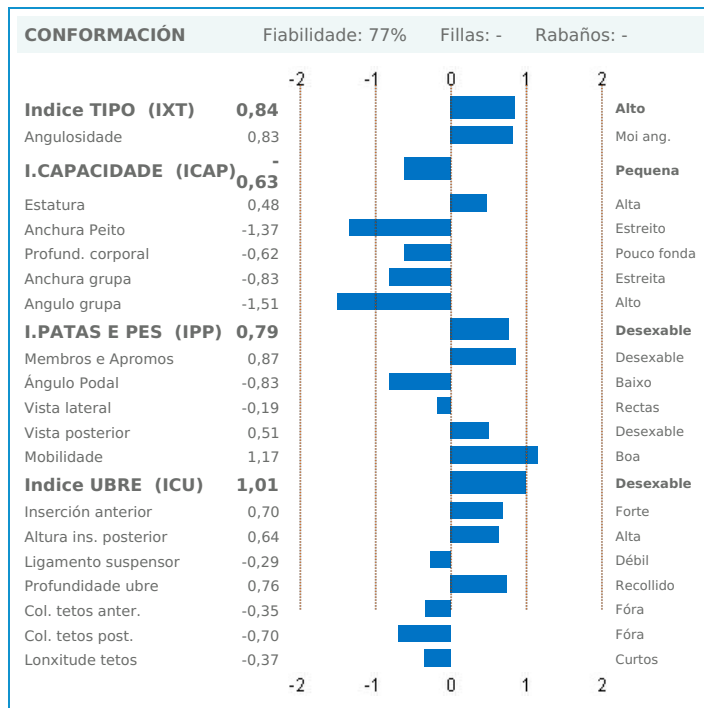 CONFORMACIÓN Fiabilidade: 77% Fillas: - Rabaños: -
-2 -1 0 1 2
Indice TIPO (IXT) 0,84 Alto
Angulosidade 0,83 Moi ang.
I.CAPACIDADE (ICAP) -0,63 Pequena
Estatura 0,48 Alta
Anchura Peito -1,37 Estreito
Profund. corporal -0,62 Pouco fonda
Anchura grupa -0,83 Estreita
Angulo grupa -1,51 Alto
I.PATAS E PES (IPP) 0,79 Desexable
Membros e Apromos 0,87 Desexable
Ángulo Podal -0,83 Baixo
Vista lateral -0,19 Rectas
Vista posterior 0,51 Desexable
Mobilidade 1,17 Boa
Indice UBRE (ICU) 1,01 Desexable
Inserción anterior 0,70 Forte
Altura ins. posterior 0,64 Alta
Ligamento suspensor -0,29 Débil
Profundidade ubre 0,76 Recollido
Col. tetos anter. -0,35 Fóra
Col. tetos post. -0,70 Fóra
Lonxitude tetos -0,37 Curtos
-2 -1 0 1 2